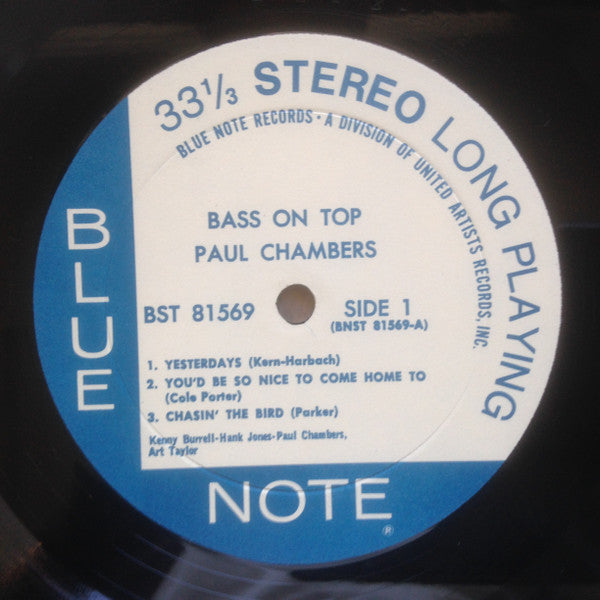 33⅓ STEREO LONG PLAYING
BLUE NOTE RECORDS • A DIVISION OF UNITED ARTISTS RECORDS, INC.
BASS ON TOP
PAUL CHAMBERS
BST 81569
SIDE 1
(BNST 81569-A)
1. YESTERDAYS (Kern-Harbach)
2. YOU'D BE SO NICE TO COME HOME TO
(Cole Porter)
3. CHASIN' THE BIRD (Parker)
Kenny Burrell-Hank Jones-Paul Chambers,
Art Taylor
BLUE
NOTE®